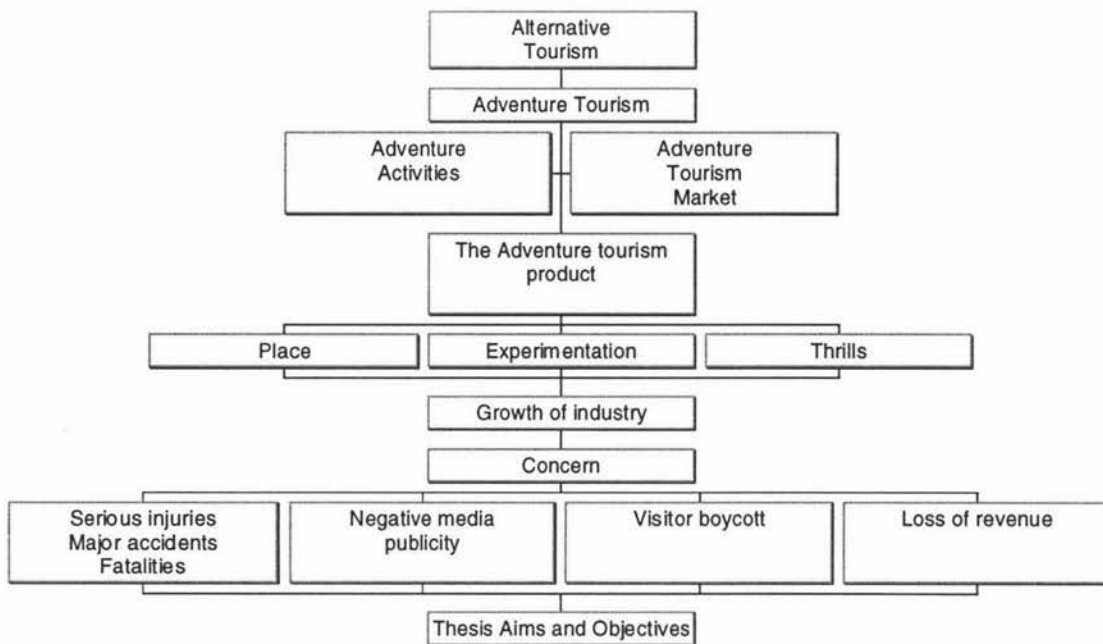 Alternative
Tourism
Adventure Tourism
Adventure
Activities
Adventure
Tourism
Market
The Adventure tourism
product
Place
Experimentation
Thrills
Growth of industry
Concern
Serious injuries
Major accidents
Fatalities
Negative media
publicity
Visitor boycott
Loss of revenue
Thesis Aims and Objectives